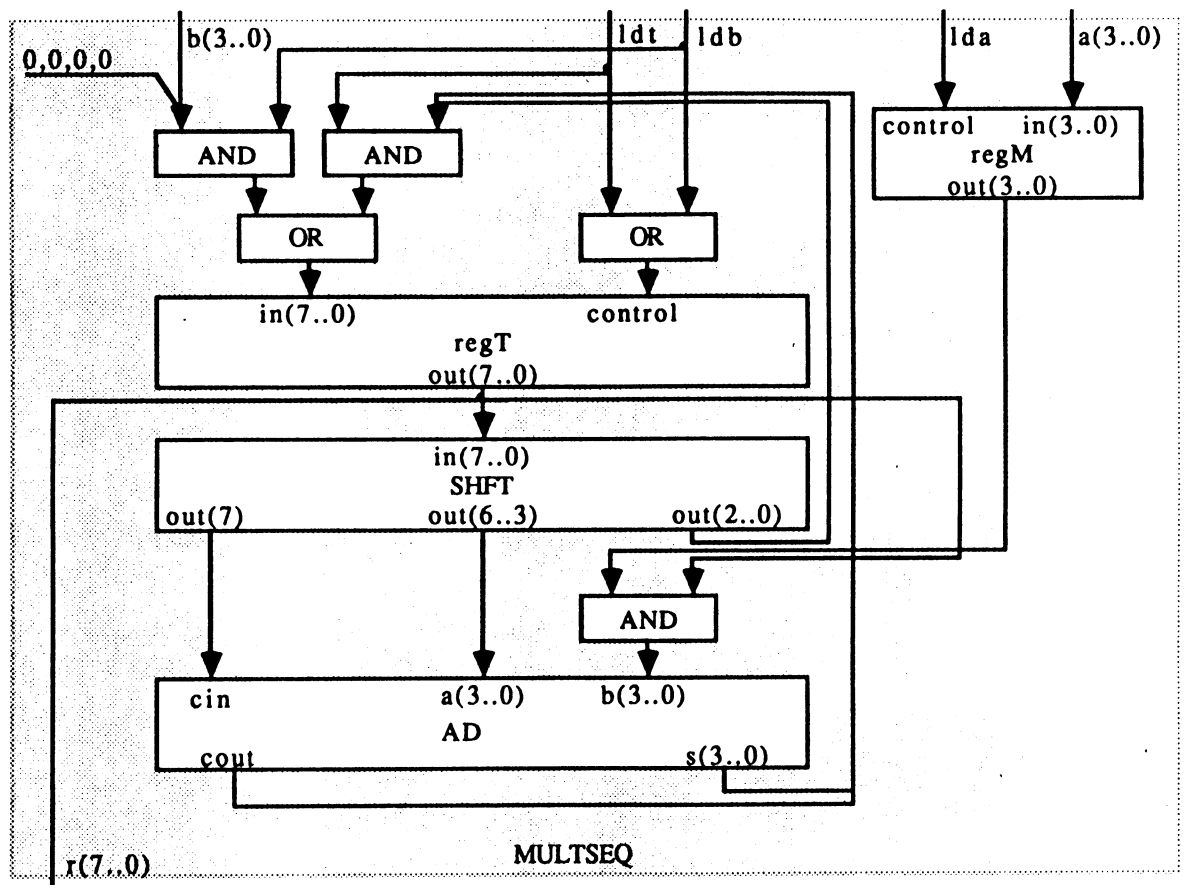 b(3..0)
ldt
ldb
lda
a(3..0)
0,0,0,0
AND
AND
control
in(3..0)
regM
out(3..0)
OR
OR
in(7..0)
control
regT
out(7..0)
in(7..0)
SHFT
out(7)
out(6..3)
out(2..0)
AND
cin
a(3..0)
b(3..0)
AD
cout
s(3.,0)
MULTSEQ
r(7..0)